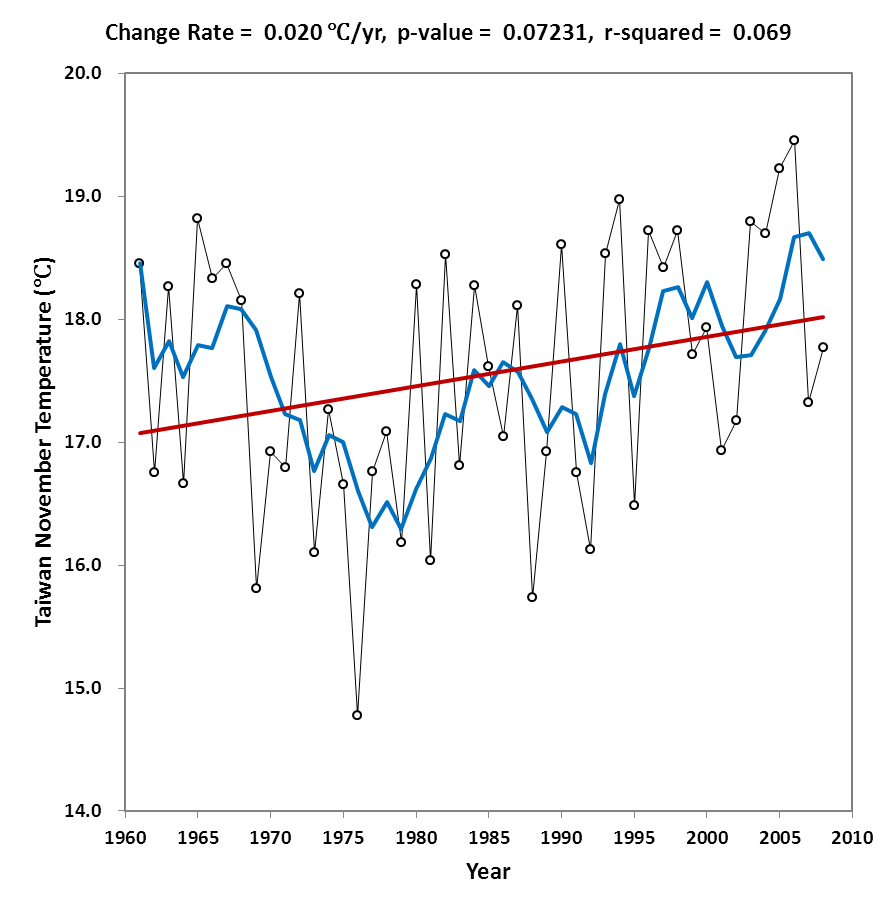 Change Rate = 0.020 ℃/yr, p-value = 0.07231, r-squared = 0.069
20.0
19.0
18.0
17.0
16.0
15.0
14.0
Taiwan November Temperature (℃)
1960 1965 1970 1975 1980 1985 1990 1995 2000 2005 2010
Year